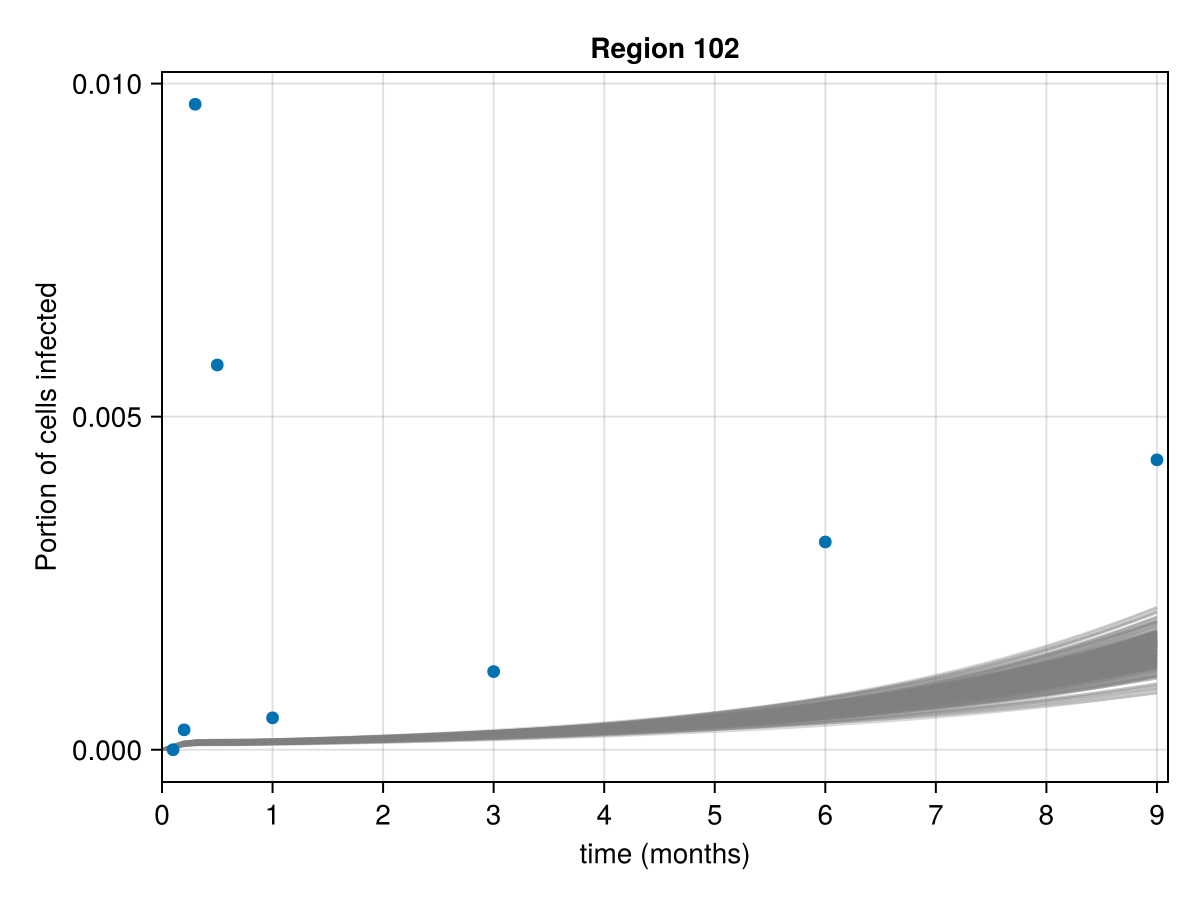 Region 102
0.010
0.005
0.000
Portion of cells infected
0 1 2 3 4 5 6 7 8 9
time (months)